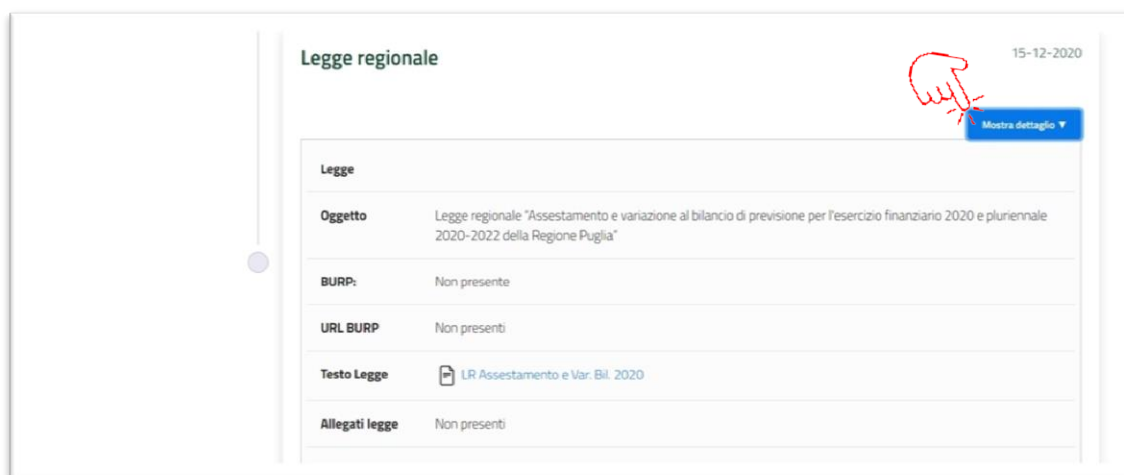 Legge regionale
15-12-2020
Mostra dettaglio ▼
Legge
Oggetto Legge regionale "Assestamento e variazione al bilancio di previsione per l'esercizio finanziario 2020 e pluriennale
2020-2022 della Regione Puglia"
BURP: Non presente
URL BURP Non presenti
Testo Legge LR Assestamento e Var. Bil. 2020
Allegati legge Non presenti